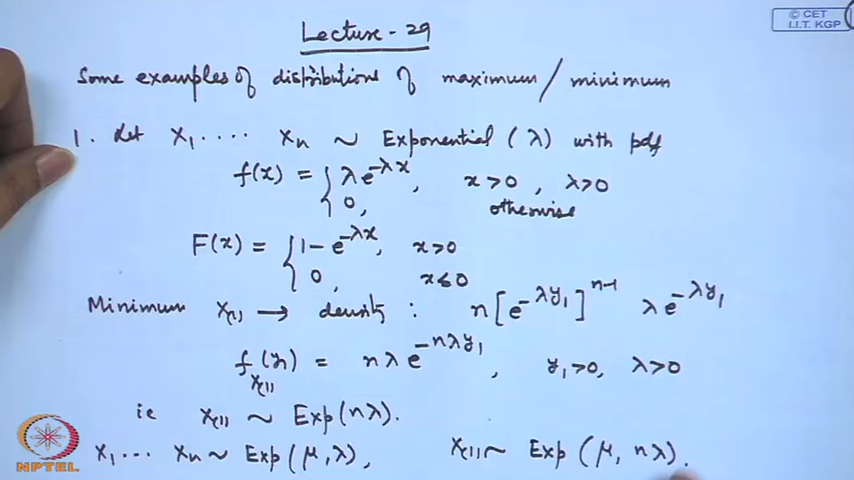 © CET
I.I.T. KGP
Lecture - 29
Some examples of distributions of maximum / minimum
1. Let X₁ .... Xₙ ~ Exponential (λ) with pdf
f(x) = { λe^{-λx}, x>0, λ>0
0, otherwise
F(x) = { 1 - e^{-λx}, x>0
0, x≤0
Minimum X₍₁₎ → density : n[e^{-λy₁}]^{n-1} λe^{-λy₁}
f_{X₍₁₎}(y₁) = nλe^{-nλy₁}, y₁>0, λ>0
ie X₍₁₎ ~ Exp(nλ).
X₁ ... Xₙ ~ Exp(μ, λ), X₍₁₎ ~ Exp(μ, nλ).
NPTEL